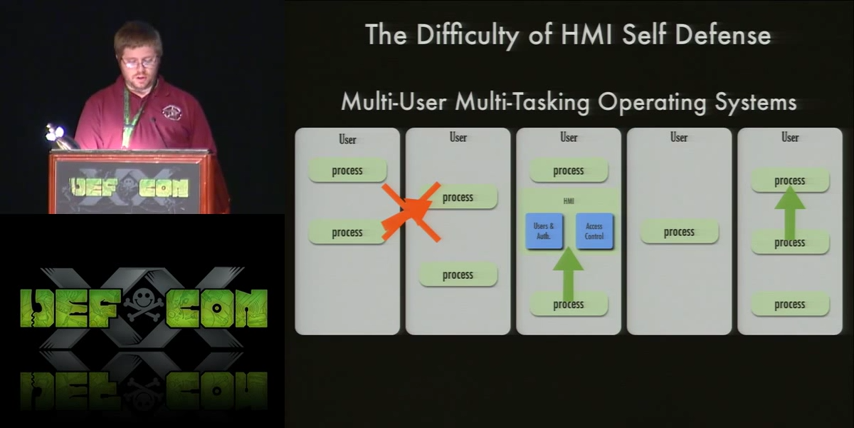 The Difficulty of HMI Self Defense
Multi-User Multi-Tasking Operating Systems
User
process
process
User
process
process
User
process
HMI
Users &
Auth.
Access
Control
process
User
process
User
process
process
process
DEF CON
DEF CON
XX